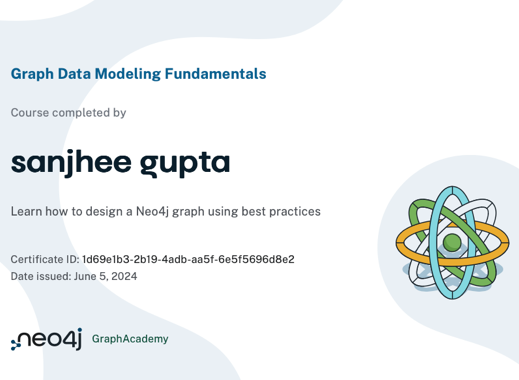 Graph Data Modeling Fundamentals
Course completed by
sanjhee gupta
Learn how to design a Neo4j graph using best practices
Certificate ID: 1d69e1b3-2b19-4adb-aa5f-6e5f5696d8e2
Date issued: June 5, 2024
neo4j GraphAcademy